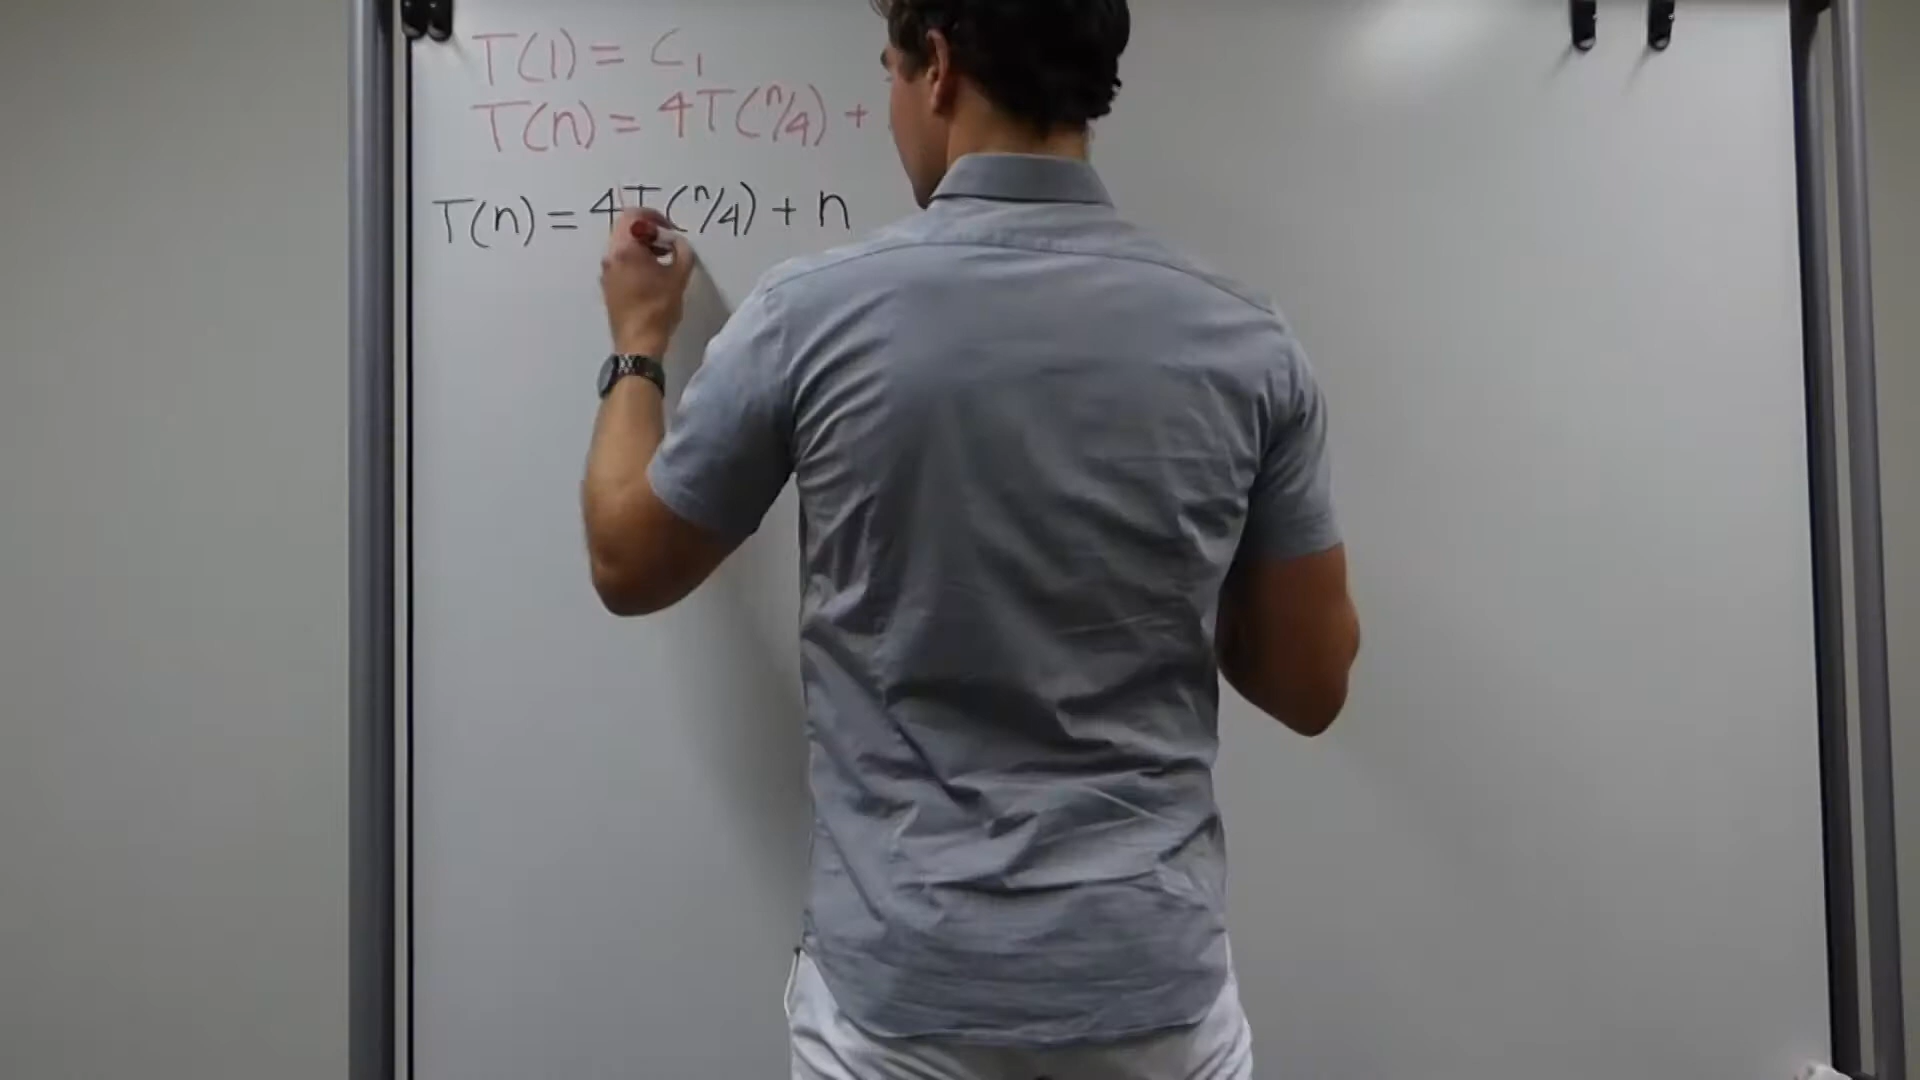 T(1) = C₁
T(n) = 4T(n/4) +
T(n) = 4T(n/4) + n